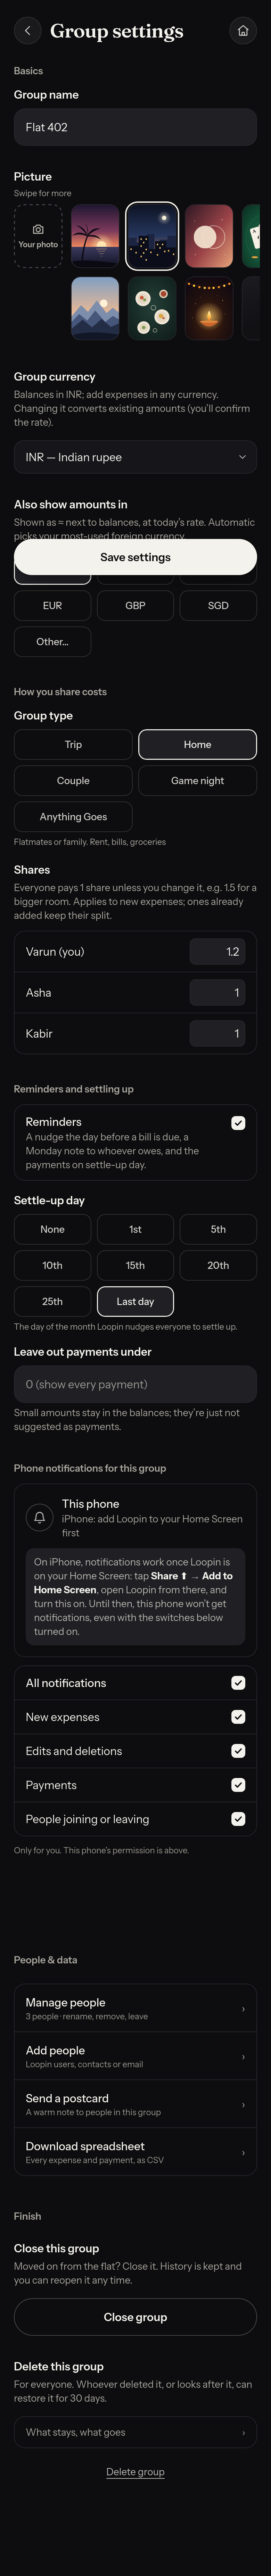 Group settings
Basics
Group name
Flat 402
Picture
Swipe for more
Your photo
Group currency
Balances in INR; add expenses in any currency.
Changing it converts existing amounts (you'll confirm
the rate).
INR — Indian rupee
Also show amounts in
Shown as ≈ next to balances, at today's rate. Automatic
picks your most-used foreign currency.
Save settings
EUR
GBP
SGD
Other...
How you share costs
Group type
Trip
Home
Couple
Game night
Anything Goes
Flatmates or family. Rent, bills, groceries
Shares
Everyone pays 1 share unless you change it, e.g. 1.5 for a
bigger room. Applies to new expenses; ones already
added keep their split.
Varun (you)
1.2
Asha
1
Kabir
1
Reminders and settling up
Reminders
A nudge the day before a bill is due, a
Monday note to whoever owes, and the
payments on settle-up day.
Settle-up day
None
1st
5th
10th
15th
20th
25th
Last day
The day of the month Loopin nudges everyone to settle up.
Leave out payments under
0 (show every payment)
Small amounts stay in the balances; they're just not
suggested as payments.
Phone notifications for this group
This phone
iPhone: add Loopin to your Home Screen
first
On iPhone, notifications work once Loopin is
on your Home Screen: tap Share ⬆ → Add to
Home Screen, open Loopin from there, and
turn this on. Until then, this phone won't get
notifications, even with the switches below
turned on.
All notifications
New expenses
Edits and deletions
Payments
People joining or leaving
Only for you. This phone's permission is above.
People & data
Manage people
3 people · rename, remove, leave
Add people
Loopin users, contacts or email
Send a postcard
A warm note to people in this group
Download spreadsheet
Every expense and payment, as CSV
Finish
Close this group
Moved on from the flat? Close it. History is kept and
you can reopen it any time.
Close group
Delete this group
For everyone. Whoever deleted it, or looks after it, can
restore it for 30 days.
What stays, what goes
Delete group